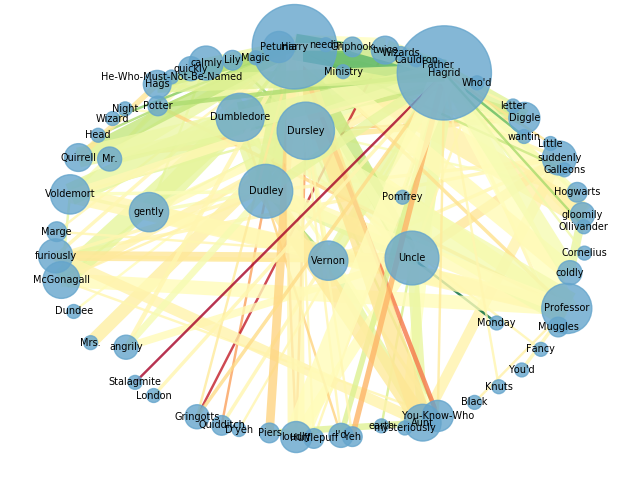 Petunia
Harry
needs
Griphook
twice
Wizards
Cauldron
Father
Hagrid
Who'd
Ministry
Magic
Lily
calmly
quickly
He-Who-Must-Not-Be-Named
Hags
Potter
Night
Wizard
Head
Quirrell
Mr.
Dumbledore
Dursley
letter
Diggle
wantin
Little
suddenly
Galleons
Hogwarts
Voldemort
Dudley
Pomfrey
gently
gloomily
Ollivander
Marge
furiously
McGonagall
Vernon
Uncle
Cornelius
coldly
Professor
Dundee
Monday
Muggles
Mrs.
angrily
Fancy
You'd
Stalagmite
London
Knuts
Black
Gringotts
Quidditch
D'yeh
Piers
loudly
Hufflepuff
I'd
Yeh
earth
mysteriously
You-Know-Who
Aunt